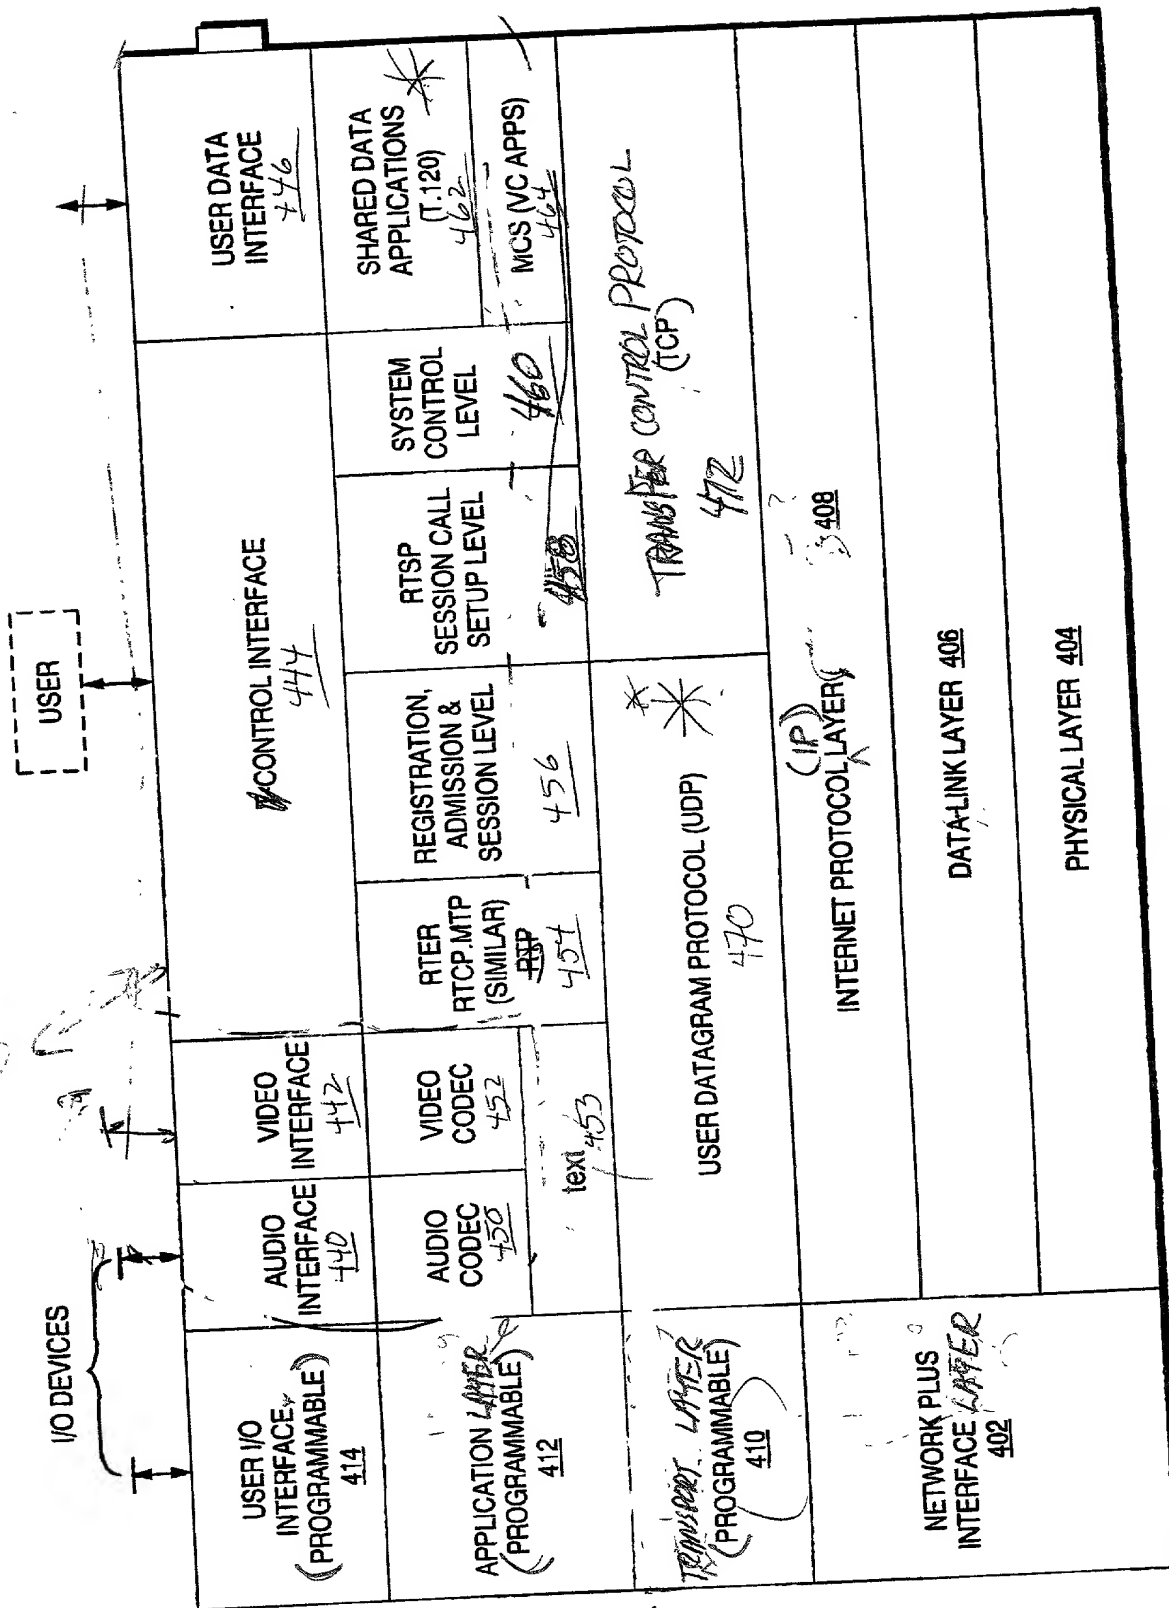 USER
I/O DEVICES
USER I/O
INTERFACE
(PROGRAMMABLE)
414
AUDIO
INTERFACE
440
VIDEO
INTERFACE
442
CONTROL INTERFACE
444
USER DATA
INTERFACE
446
APPLICATION LAYER
(PROGRAMMABLE)
412
AUDIO
CODEC
450
VIDEO
CODEC
452
text 453
RTER
RTCP.MTP
(SIMILAR)
RTP
454
REGISTRATION,
ADMISSION &
SESSION LEVEL
456
RTSP
SESSION CALL
SETUP LEVEL
458
SYSTEM
CONTROL
LEVEL
460
SHARED DATA
APPLICATIONS
(T.120)
462
MCS (VC APPS)
464
TRANSPORT LAYER
(PROGRAMMABLE)
410
USER DATAGRAM PROTOCOL (UDP)
470
TRANSFER CONTROL PROTOCOL
(TCP)
472
NETWORK PLUS
INTERFACE LAYER
402
(IP)
INTERNET PROTOCOL LAYER 408
DATA-LINK LAYER 406
PHYSICAL LAYER 404